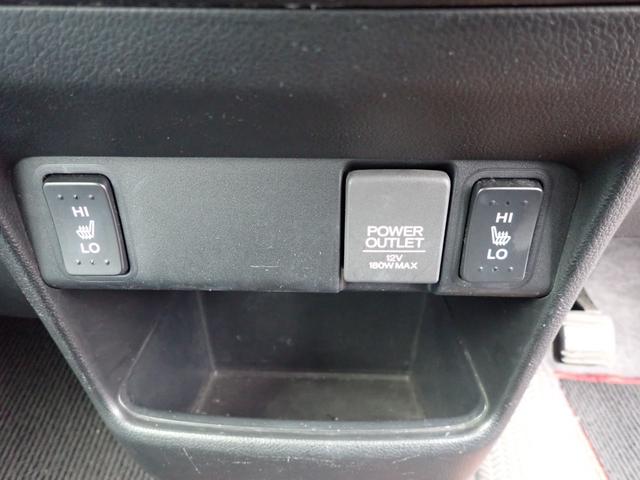 HI
LO
POWER
OUTLET
12V
180W MAX
HI
LO